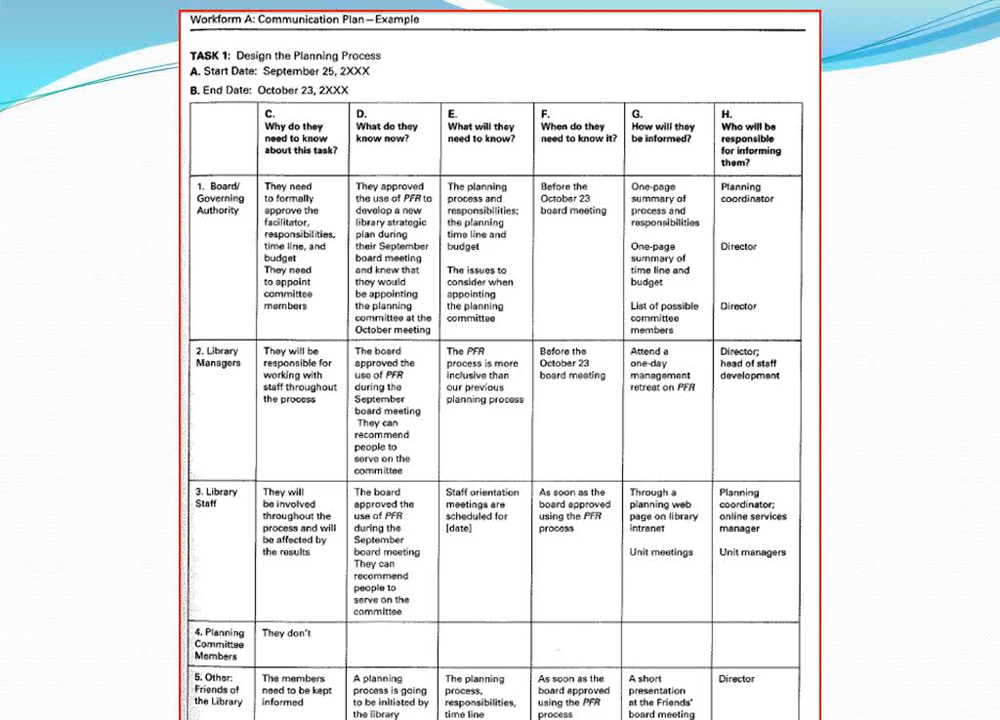 Workform A: Communication Plan—Example
TASK 1: Design the Planning Process
A. Start Date: September 25, 2XXX
B. End Date: October 23, 2XXX
C.
Why do they
need to know
about this task?
D.
What do they
know now?
E.
What will they
need to know?
F.
When do they
need to know it?
G.
How will they
be informed?
H.
Who will be
responsible
for informing
them?
1. Board/
Governing
Authority
They need
to formally
approve the
facilitator,
responsibilities,
time line, and
budget
They need
to appoint
committee
members
They approved
the use of PFR to
develop a new
library strategic
plan during
their September
board meeting
and knew that
they would
be appointing
the planning
committee at the
October meeting
The planning
process and
responsibilities;
the planning
time line and
budget
The issues to
consider when
appointing
the planning
committee
Before the
October 23
board meeting
One-page
summary of
process and
responsibilities
One-page
summary of
time line and
budget
List of possible
committee
members
Planning
coordinator
Director
Director
2. Library
Managers
They will be
responsible for
working with
staff throughout
the process
The board
approved the
use of PFR
during the
September
board meeting
They can
recommend
people to
serve on the
committee
The PFR
process is more
inclusive than
our previous
planning process
Before the
October 23
board meeting
Attend a
one-day
management
retreat on PFR
Director;
head of staff
development
3. Library
Staff
They will
be involved
throughout the
process and will
be affected by
the results
The board
approved the
use of PFR
during the
September
board meeting
They can
recommend
people to
serve on the
committee
Staff orientation
meetings are
scheduled for
[date]
As soon as the
board approved
using the PFR
process
Through a
planning web
page on library
intranet
Unit meetings
Planning
coordinator;
online services
manager
Unit managers
4. Planning
Committee
Members
They don't
5. Other:
Friends of
the Library
The members
need to be kept
informed
A planning
process is going
to be initiated by
the library
The planning
process,
responsibilities,
time line
As soon as the
board approved
using the PFR
process
A short
presentation
at the Friends'
board meeting
Director